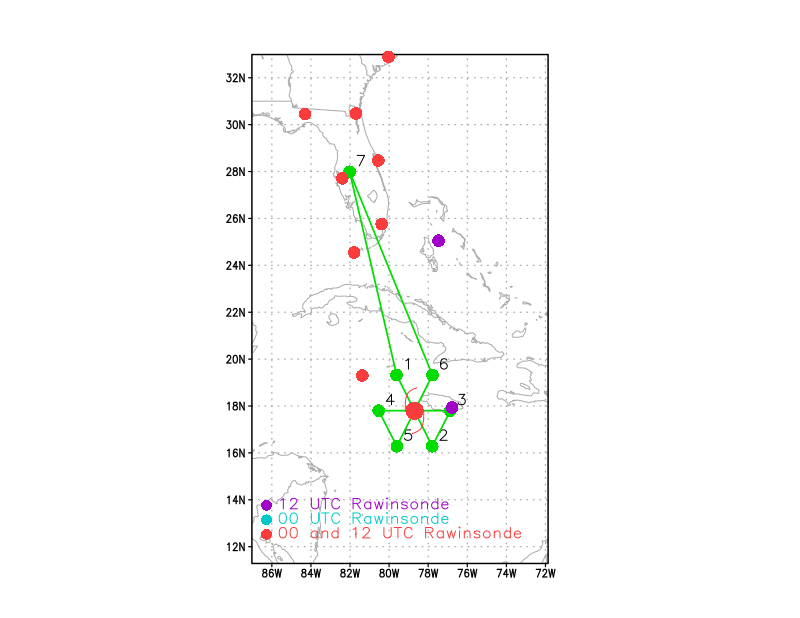 32N
30N
7
28N
26N
24N
22N
20N
1 6
4 3
18N
5 2
16N
14N
12 UTC Rawinsonde
00 UTC Rawinsonde
00 and 12 UTC Rawinsonde
12N
86W 84W 82W 80W 78W 76W 74W 72W